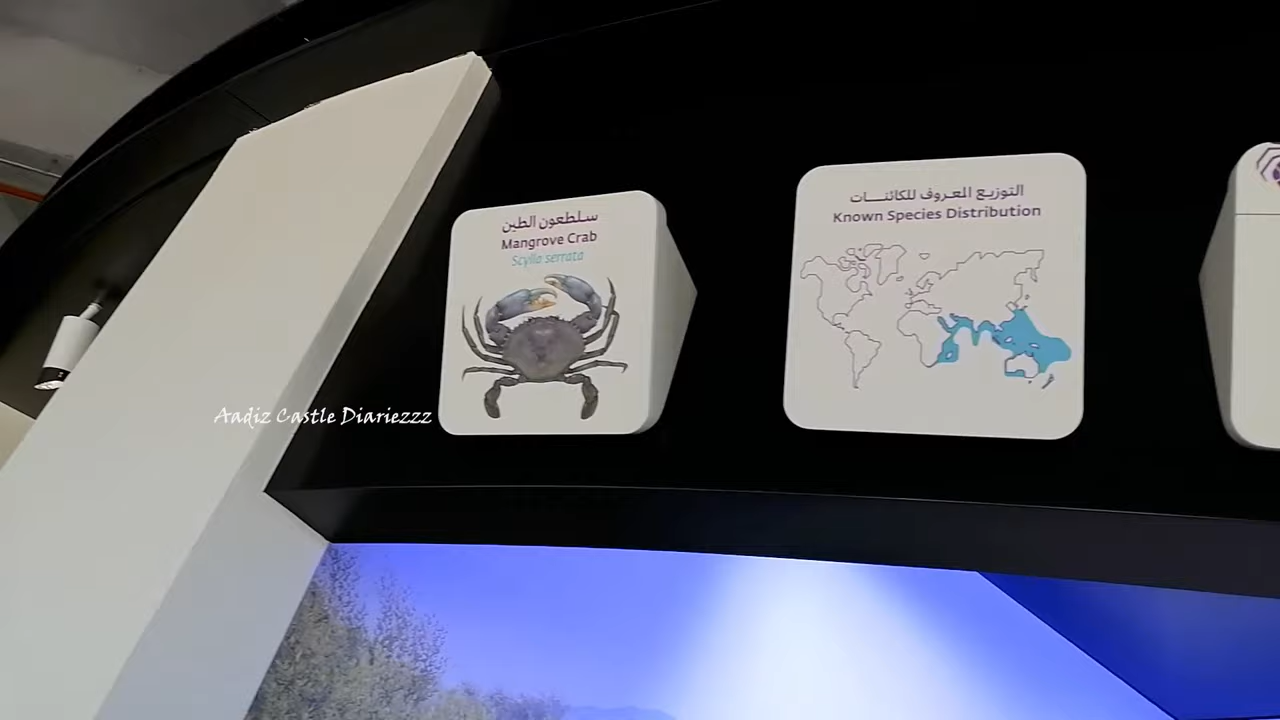 سلطعون الطين
Mangrove Crab
Scylla serrata
التوزيع المعروف للكائنات
Known Species Distribution
Aadiz Castle Diariezzz